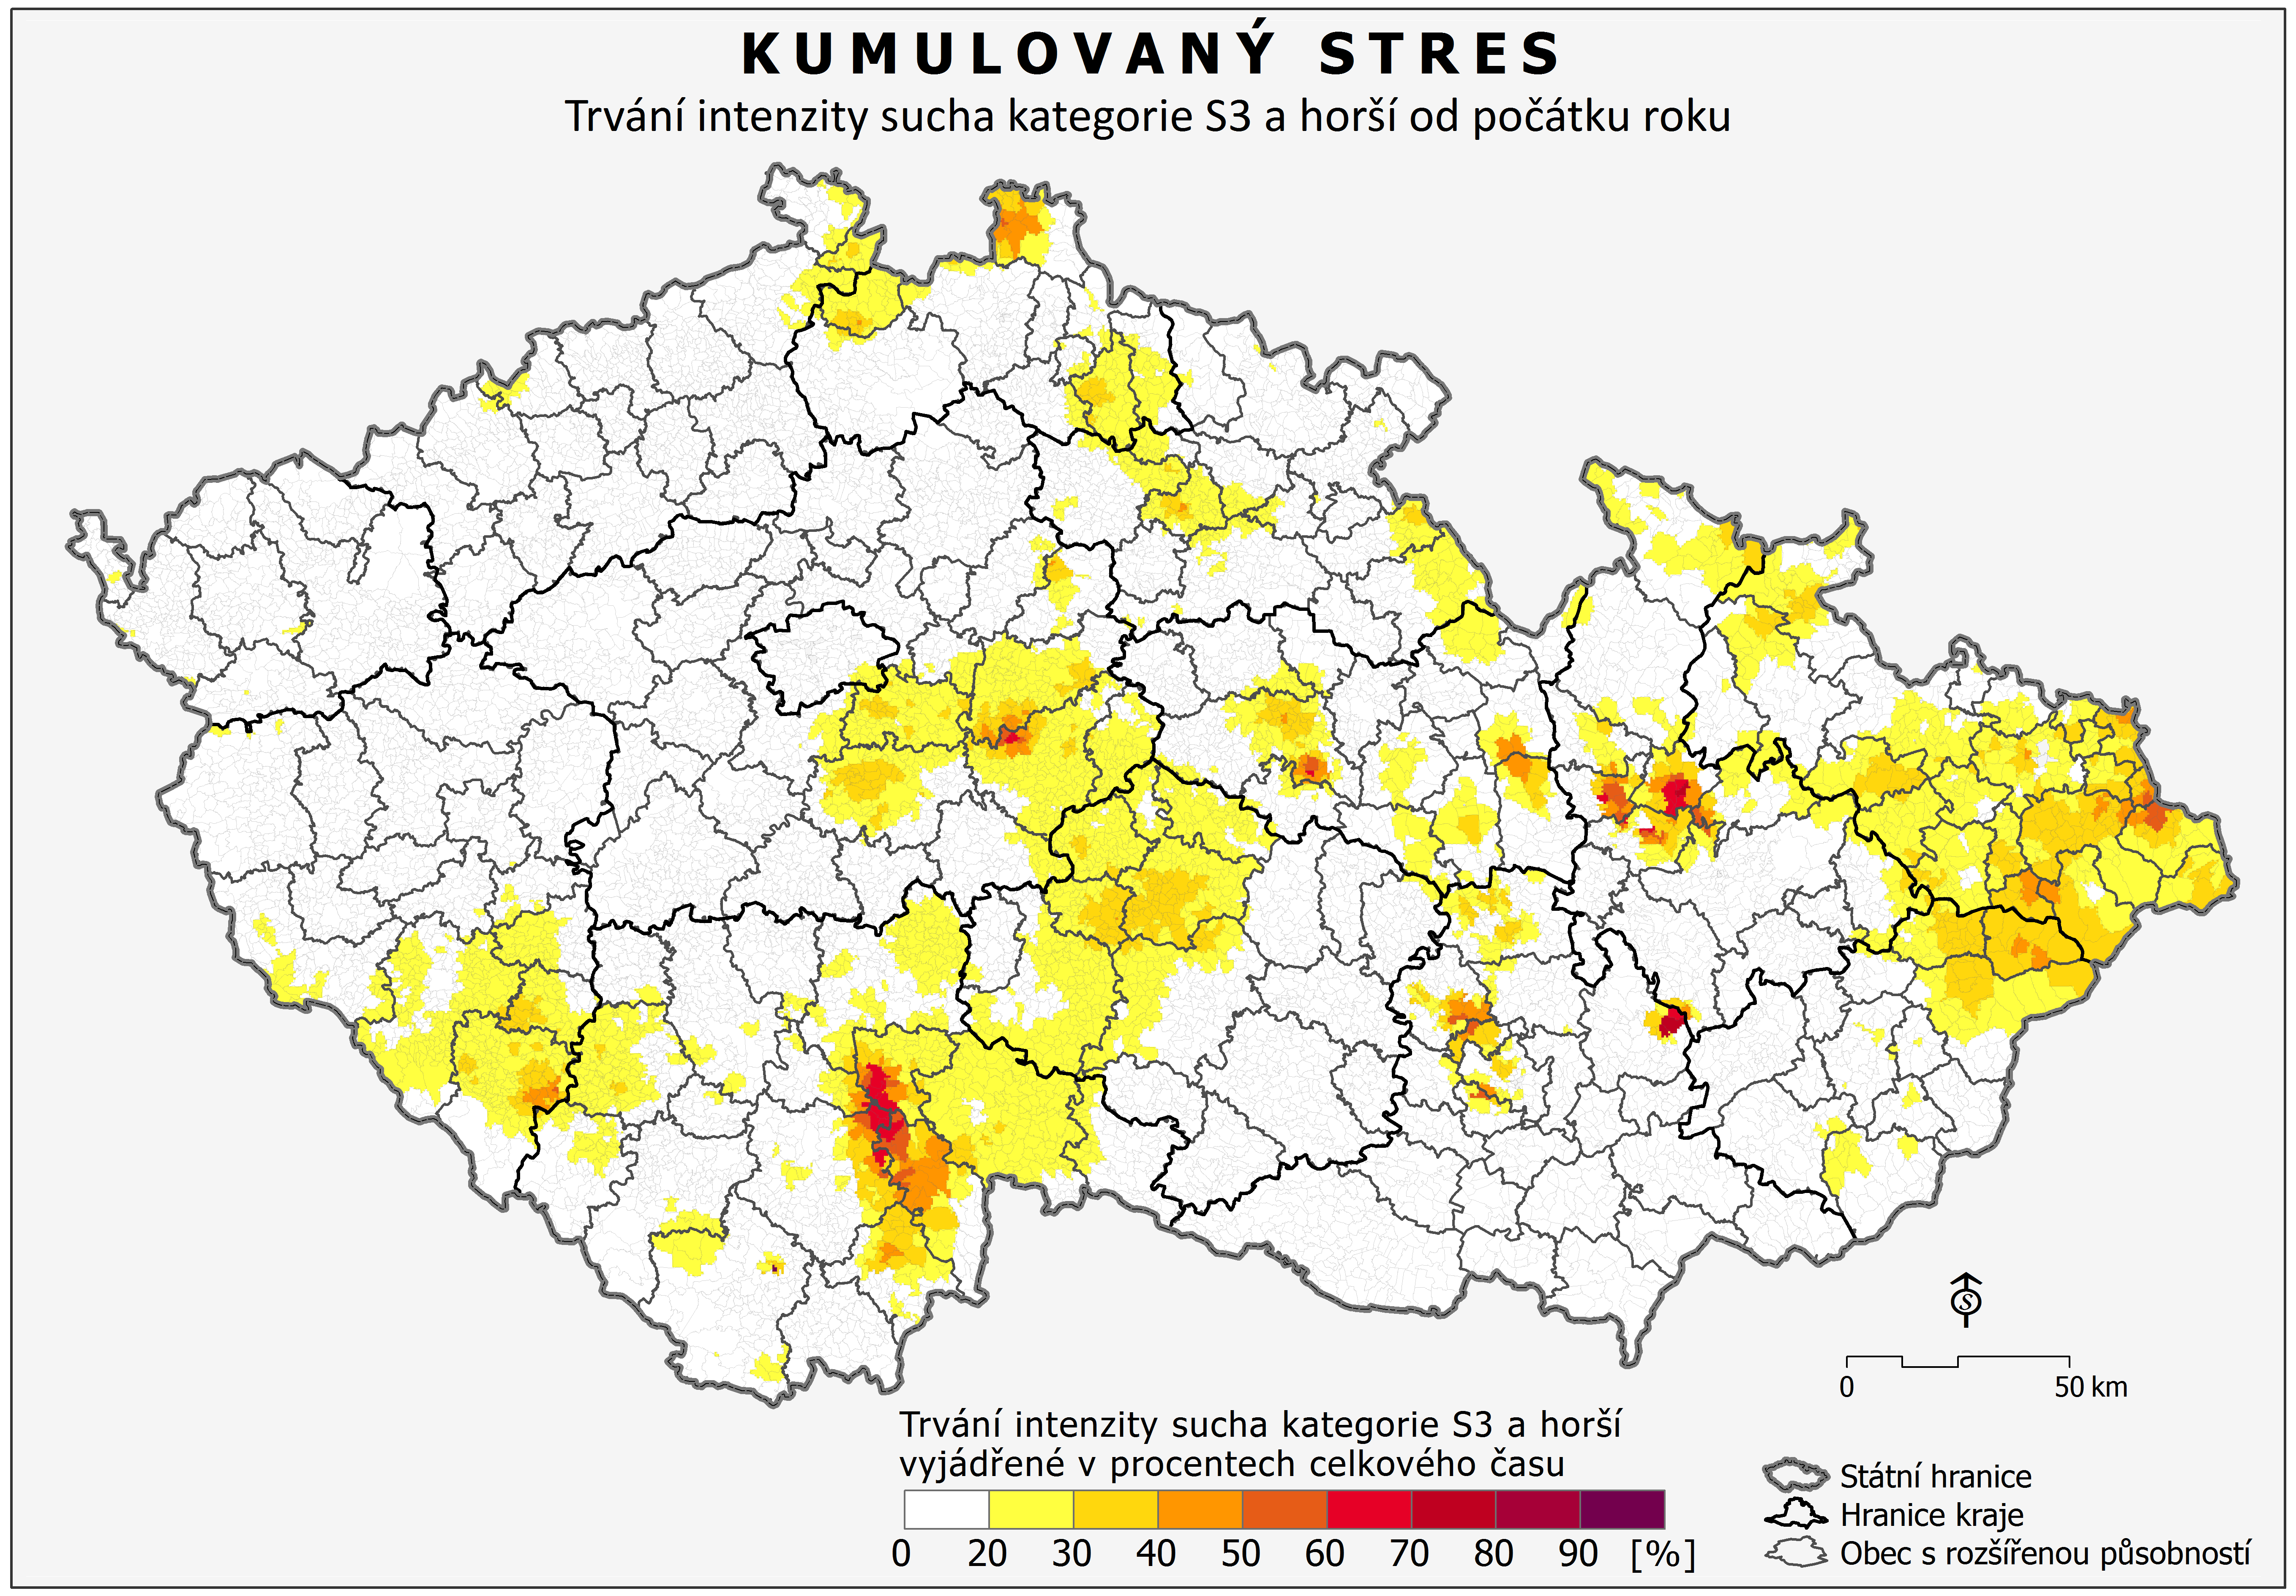 KUMULOVANÝ STRES
Trvání intenzity sucha kategorie S3 a horší od počátku roku
S
0 50 km
Trvání intenzity sucha kategorie S3 a horší
vyjádřené v procentech celkového času
0 20 30 40 50 60 70 80 90 [%]
Státní hranice
Hranice kraje
Obec s rozšířenou působností